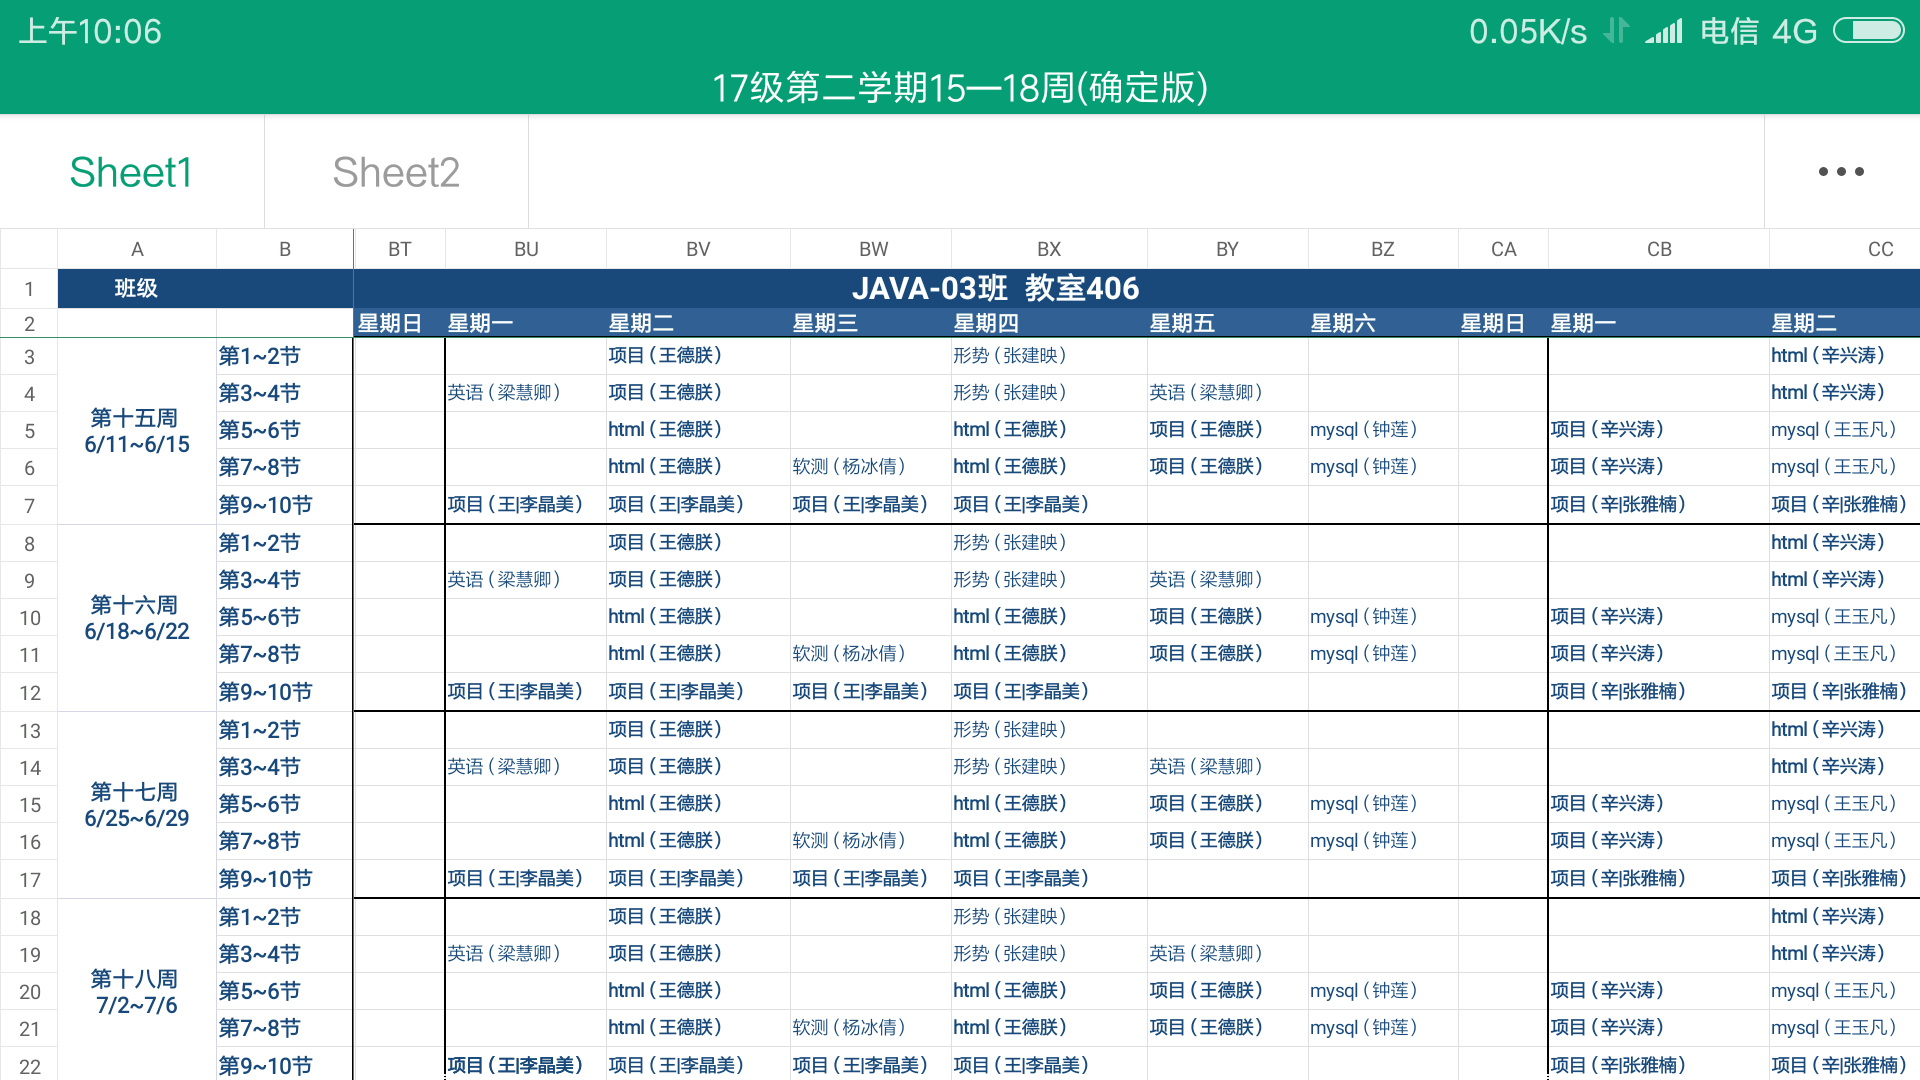 上午10:06 0.05K/s 电信 4G
17级第二学期15—18周(确定版)
Sheet1 Sheet2
A B BT BU BV BW BX BY BZ CA CB CC
1 班级 JAVA-03班 教室406
2 星期日 星期一 星期二 星期三 星期四 星期五 星期六 星期日 星期一 星期二
3 第1~2节 项目(王德朕) 形势(张建映) html(辛兴涛)
4 第3~4节 英语(梁慧卿) 项目(王德朕) 形势(张建映) 英语(梁慧卿) html(辛兴涛)
第十五周
6/11~6/15
5 第5~6节 html(王德朕) html(王德朕) 项目(王德朕) mysql(钟莲) 项目(辛兴涛) mysql(王玉凡)
6 第7~8节 html(王德朕) 软测(杨冰倩) html(王德朕) 项目(王德朕) mysql(钟莲) 项目(辛兴涛) mysql(王玉凡)
7 第9~10节 项目(王|李晶美) 项目(王|李晶美) 项目(王|李晶美) 项目(王|李晶美) 项目(辛|张雅楠) 项目(辛|张雅楠)
8 第1~2节 项目(王德朕) 形势(张建映) html(辛兴涛)
9 第3~4节 英语(梁慧卿) 项目(王德朕) 形势(张建映) 英语(梁慧卿) html(辛兴涛)
第十六周
6/18~6/22
10 第5~6节 html(王德朕) html(王德朕) 项目(王德朕) mysql(钟莲) 项目(辛兴涛) mysql(王玉凡)
11 第7~8节 html(王德朕) 软测(杨冰倩) html(王德朕) 项目(王德朕) mysql(钟莲) 项目(辛兴涛) mysql(王玉凡)
12 第9~10节 项目(王|李晶美) 项目(王|李晶美) 项目(王|李晶美) 项目(王|李晶美) 项目(辛|张雅楠) 项目(辛|张雅楠)
13 第1~2节 项目(王德朕) 形势(张建映) html(辛兴涛)
14 第3~4节 英语(梁慧卿) 项目(王德朕) 形势(张建映) 英语(梁慧卿) html(辛兴涛)
第十七周
6/25~6/29
15 第5~6节 html(王德朕) html(王德朕) 项目(王德朕) mysql(钟莲) 项目(辛兴涛) mysql(王玉凡)
16 第7~8节 html(王德朕) 软测(杨冰倩) html(王德朕) 项目(王德朕) mysql(钟莲) 项目(辛兴涛) mysql(王玉凡)
17 第9~10节 项目(王|李晶美) 项目(王|李晶美) 项目(王|李晶美) 项目(王|李晶美) 项目(辛|张雅楠) 项目(辛|张雅楠)
18 第1~2节 项目(王德朕) 形势(张建映) html(辛兴涛)
19 第3~4节 英语(梁慧卿) 项目(王德朕) 形势(张建映) 英语(梁慧卿) html(辛兴涛)
第十八周
7/2~7/6
20 第5~6节 html(王德朕) html(王德朕) 项目(王德朕) mysql(钟莲) 项目(辛兴涛) mysql(王玉凡)
21 第7~8节 html(王德朕) 软测(杨冰倩) html(王德朕) 项目(王德朕) mysql(钟莲) 项目(辛兴涛) mysql(王玉凡)
22 第9~10节 项目(王|李晶美) 项目(王|李晶美) 项目(王|李晶美) 项目(王|李晶美) 项目(辛|张雅楠) 项目(辛|张雅楠)